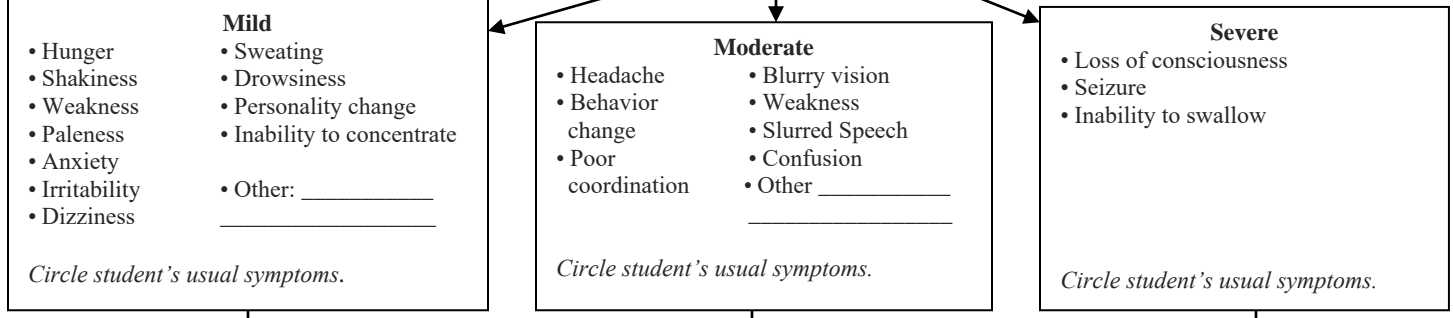 Mild
• Hunger
• Shakiness
• Weakness
• Paleness
• Anxiety
• Irritability
• Dizziness
• Sweating
• Drowsiness
• Personality change
• Inability to concentrate
• Other: ___________
__________________
Circle student’s usual symptoms.
Moderate
• Headache
• Behavior
change
• Poor
coordination
• Blurry vision
• Weakness
• Slurred Speech
• Confusion
• Other ___________
_________________
Circle student’s usual symptoms.
Severe
• Loss of consciousness
• Seizure
• Inability to swallow
Circle student’s usual symptoms.